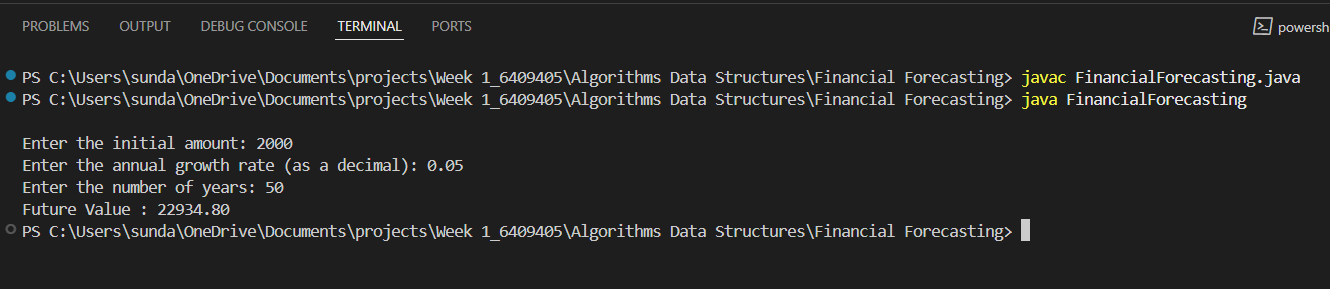 PROBLEMS OUTPUT DEBUG CONSOLE TERMINAL PORTS powersh
PS C:\Users\sunda\OneDrive\Documents\projects\Week 1_6409405\Algorithms Data Structures\Financial Forecasting> javac FinancialForecasting.java
PS C:\Users\sunda\OneDrive\Documents\projects\Week 1_6409405\Algorithms Data Structures\Financial Forecasting> java FinancialForecasting
Enter the initial amount: 2000
Enter the annual growth rate (as a decimal): 0.05
Enter the number of years: 50
Future Value : 22934.80
PS C:\Users\sunda\OneDrive\Documents\projects\Week 1_6409405\Algorithms Data Structures\Financial Forecasting>